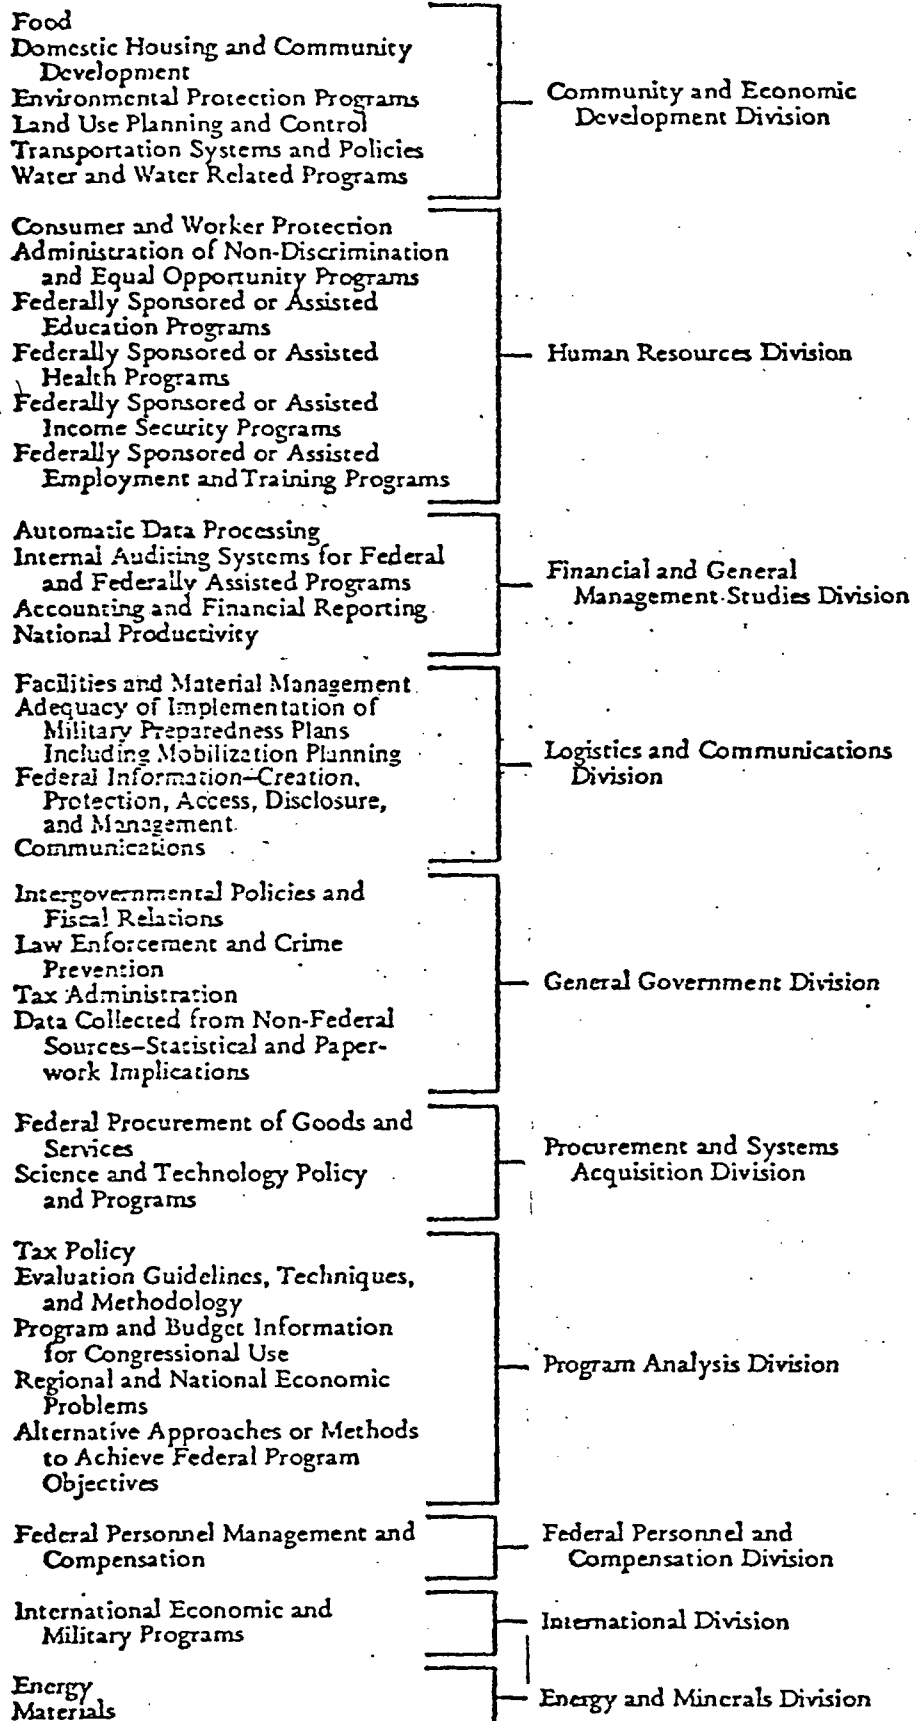 Food
Domestic Housing and Community
Development
Environmental Protection Programs
Land Use Planning and Control
Transportation Systems and Policies
Water and Water Related Programs
Community and Economic
Development Division
Consumer and Worker Protection
Administration of Non-Discrimination
and Equal Opportunity Programs
Federally Sponsored or Assisted
Education Programs
Federally Sponsored or Assisted
Health Programs
Federally Sponsored or Assisted
Income Security Programs
Federally Sponsored or Assisted
Employment and Training Programs
Human Resources Division
Automatic Data Processing
Internal Auditing Systems for Federal
and Federally Assisted Programs
Accounting and Financial Reporting
National Productivity
Financial and General
Management Studies Division
Facilities and Material Management
Adequacy of Implementation of
Military Preparedness Plans
Including Mobilization Planning
Federal Information–Creation,
Protection, Access, Disclosure,
and Management
Communications
Logistics and Communications
Division
Intergovernmental Policies and
Fiscal Relations
Law Enforcement and Crime
Prevention
Tax Administration
Data Collected from Non-Federal
Sources–Statistical and Paper-
work Implications
General Government Division
Federal Procurement of Goods and
Services
Science and Technology Policy
and Programs
Procurement and Systems
Acquisition Division
Tax Policy
Evaluation Guidelines, Techniques,
and Methodology
Program and Budget Information
for Congressional Use
Regional and National Economic
Problems
Alternative Approaches or Methods
to Achieve Federal Program
Objectives
Program Analysis Division
Federal Personnel Management and
Compensation
Federal Personnel and
Compensation Division
International Economic and
Military Programs
International Division
Energy
Materials
Energy and Minerals Division